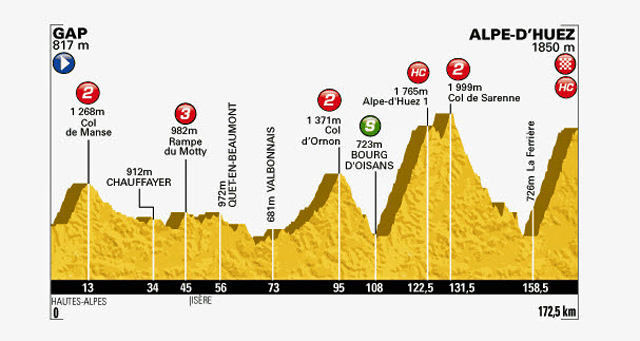 GAP
817 m
ALPE-D'HUEZ
1850 m
2
1 268m
Col
de Manse
912m
CHAUFFAYER
3
982m
Rampe
du Motty
972m
QUET-EN-BEAUMONT
681m VALBONNAIS
2
1 371m
Col
d'Ornon
S
723m
BOURG
D'OISANS
HC
1 765m
Alpe-d'Huez 1
2
1 999m
Col de Sarenne
726m La Ferrière
HC
13
34
45
56
73
95
108
122,5
131,5
158,5
HAUTES-ALPES
ISÈRE
0
172,5 km